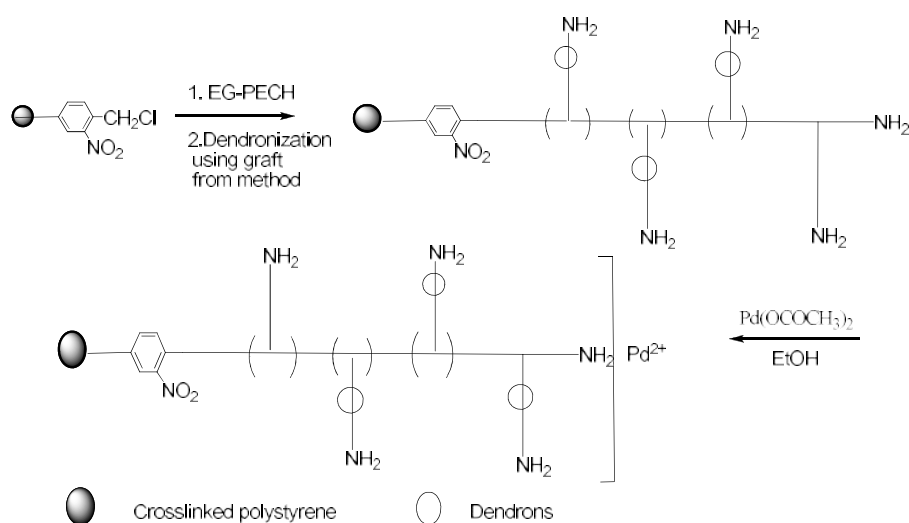 NH₂
NH₂
CH₂Cl
NO₂
1. EG-PECH
2.Dendronization
using graft
from method
NO₂
NH₂
NH₂
NH₂
NH₂
NH₂
NO₂
NH₂
NH₂
NH₂
Pd²⁺
Pd(OCOCH₃)₂
EtOH
Crosslinked polystyrene
Dendrons